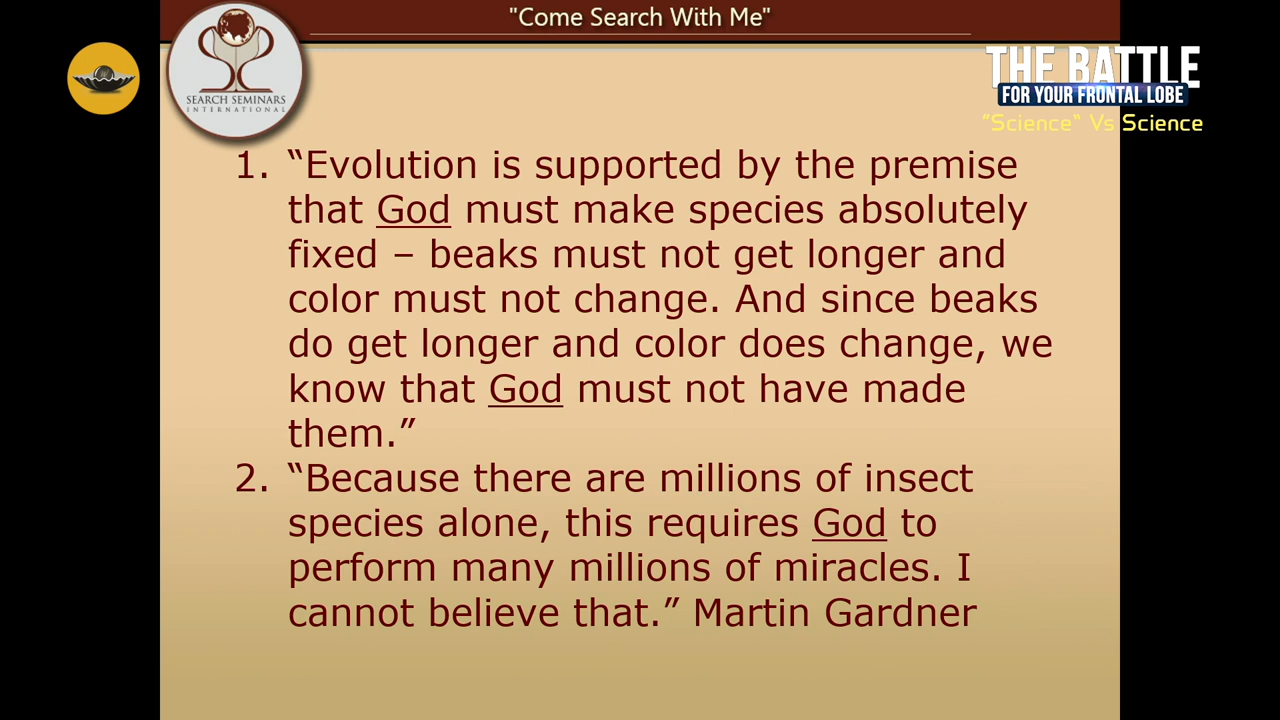 "Come Search With Me"
SEARCH SEMINARS
INTERNATIONAL
THE BATTLE
FOR YOUR FRONTAL LOBE
"Science" Vs Science
1. “Evolution is supported by the premise
that God must make species absolutely
fixed – beaks must not get longer and
color must not change. And since beaks
do get longer and color does change, we
know that God must not have made
them.”
2. “Because there are millions of insect
species alone, this requires God to
perform many millions of miracles. I
cannot believe that.” Martin Gardner